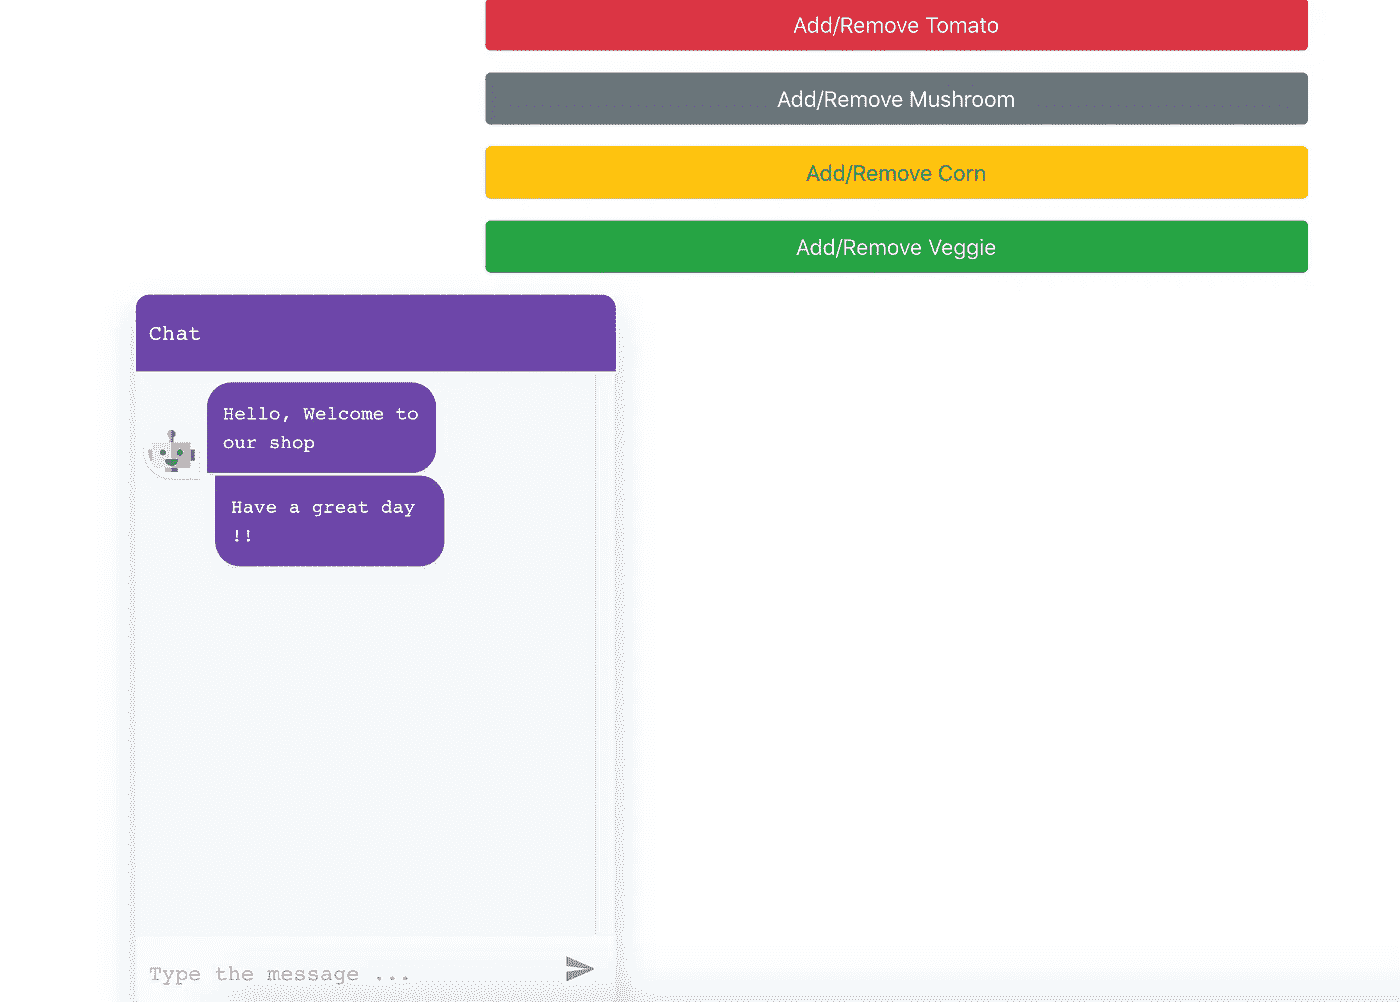 Add/Remove Tomato
Add/Remove Mushroom
Add/Remove Corn
Add/Remove Veggie
Chat
Hello, Welcome to
our shop
Have a great day
!!
Type the message ...